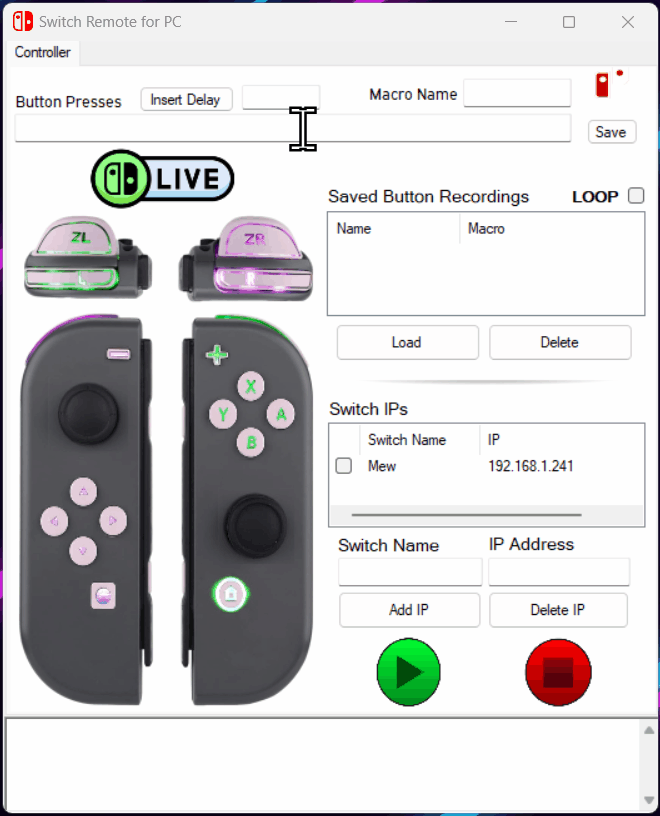 Switch Remote for PC
Controller
Button Presses
Insert Delay
Macro Name
Save
LIVE
Saved Button Recordings
LOOP
Name
Macro
ZL
ZR
L
R
Load
Delete
X
Y
A
B
Switch IPs
Switch Name
IP
Mew
192.168.1.241
Switch Name
IP Address
Add IP
Delete IP